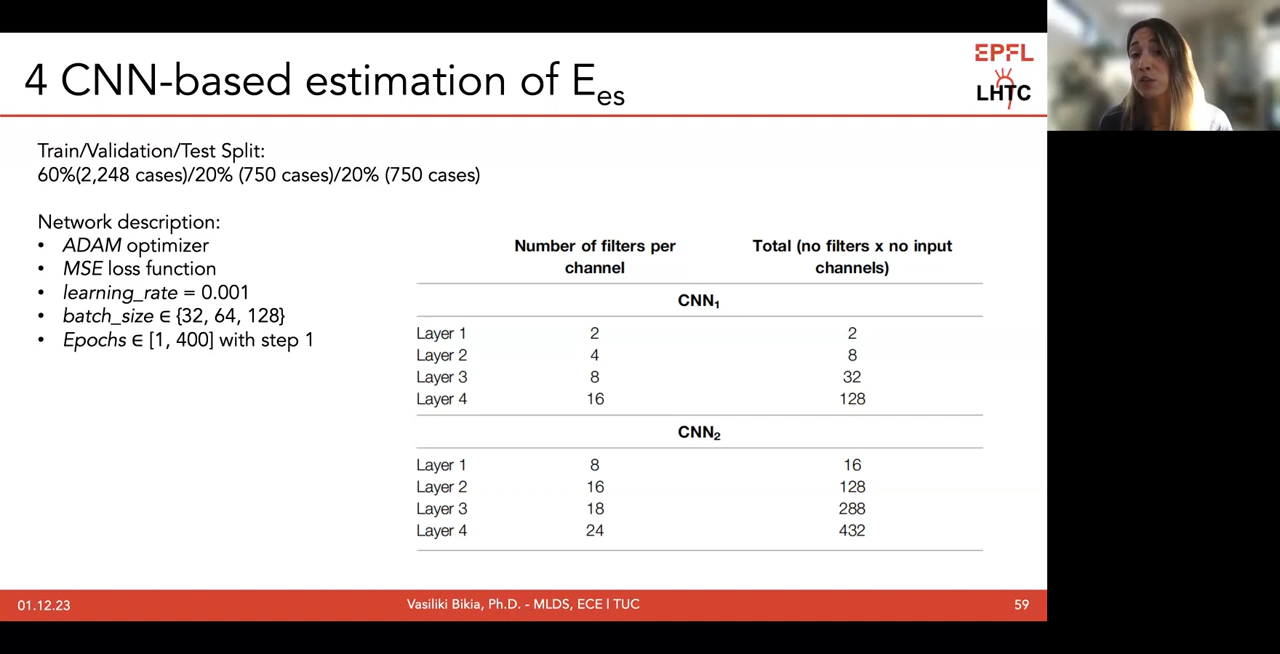 4 CNN-based estimation of Ees
EPFL
LHTC
Train/Validation/Test Split:
60%(2,248 cases)/20% (750 cases)/20% (750 cases)
Network description:
• ADAM optimizer
• MSE loss function
• learning_rate = 0.001
• batch_size ∈ {32, 64, 128}
• Epochs ∈ [1, 400] with step 1
Number of filters per channel
Total (no filters x no input channels)
CNN1
Layer 1 2 2
Layer 2 4 8
Layer 3 8 32
Layer 4 16 128
CNN2
Layer 1 8 16
Layer 2 16 128
Layer 3 18 288
Layer 4 24 432
01.12.23
Vasiliki Bikia, Ph.D. - MLDS, ECE l TUC
59